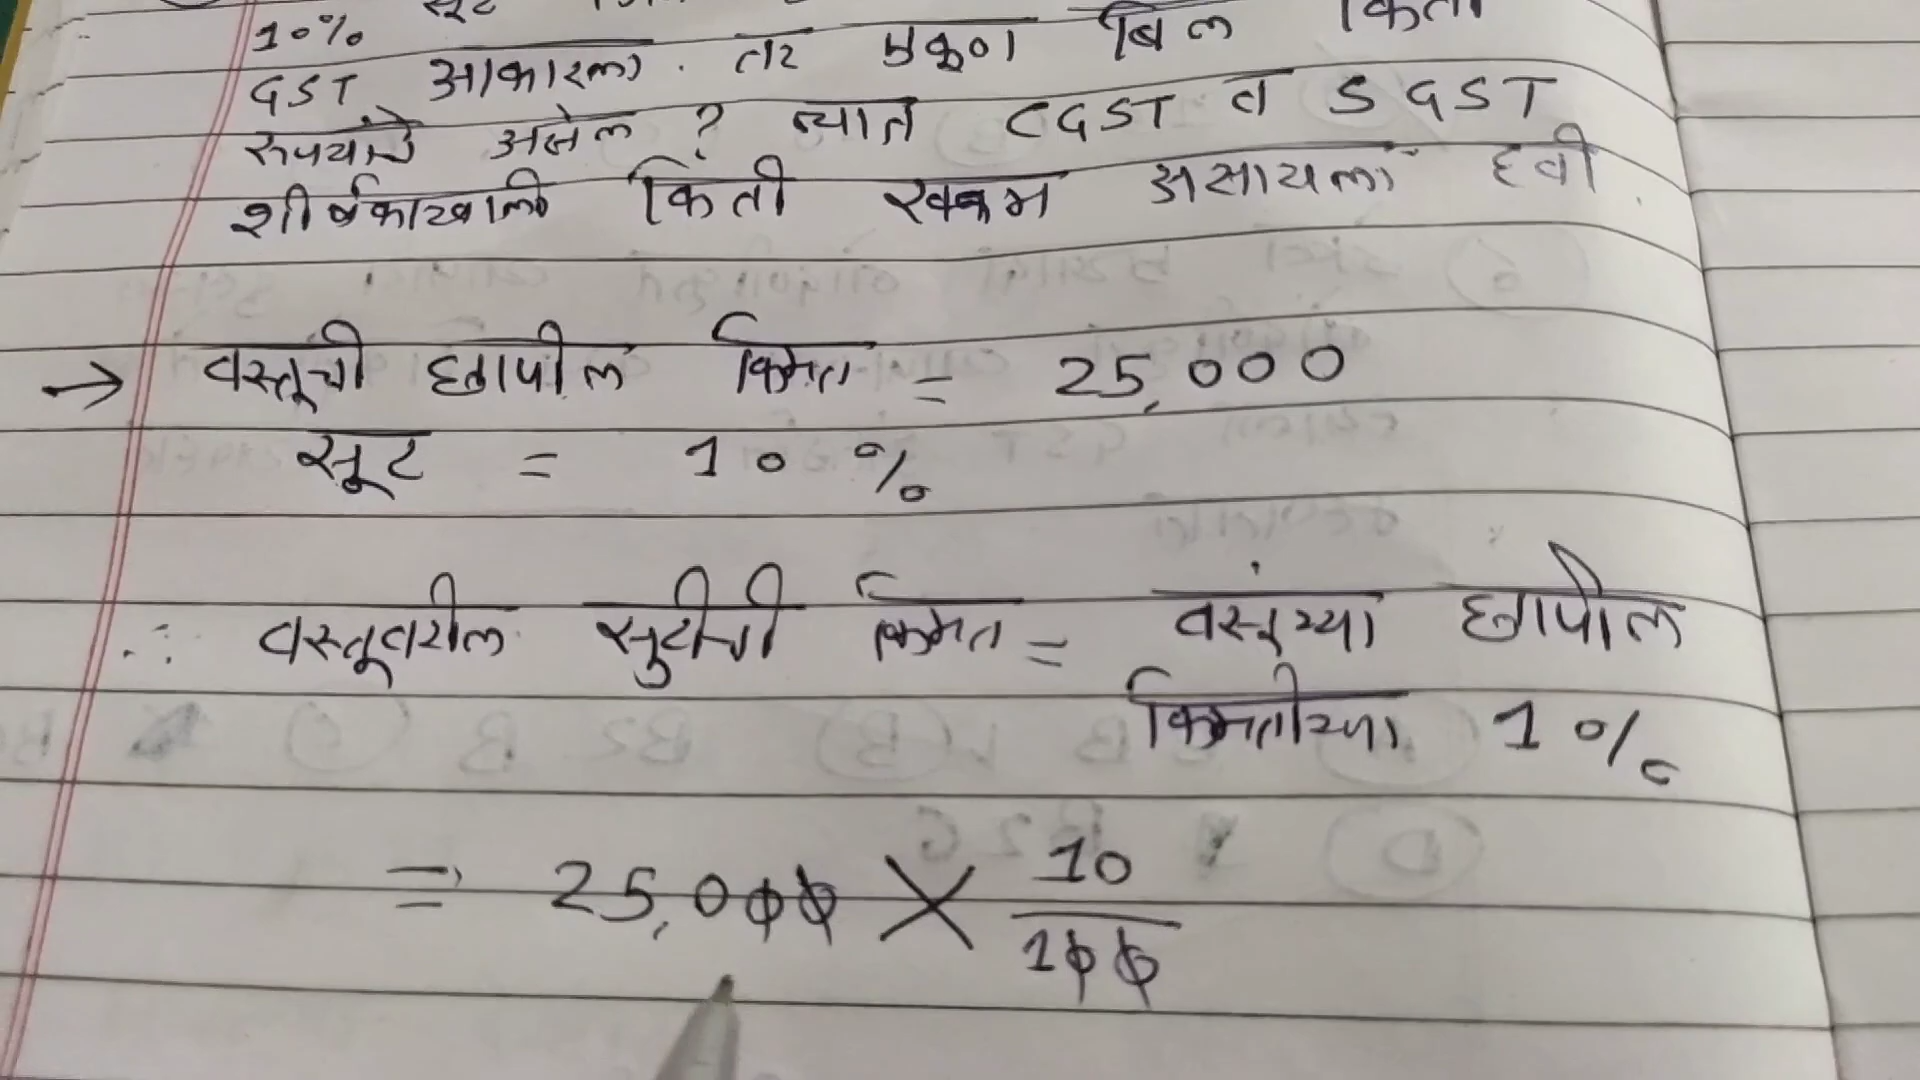 10% सूट
GST आकारला. तर एकूण बिल किती
रुपयांचे असेल ? त्यात CGST व SGST
शीर्षकाखाली किती रक्कम असायला हवी.
→ वस्तूची छापील किंमत = 25,000
सूट = 10 %
∴ वस्तूवरील सुटीची किंमत = वस्तूंच्या छापील
किमतीच्या 1 %
= 25,000 × 10/100